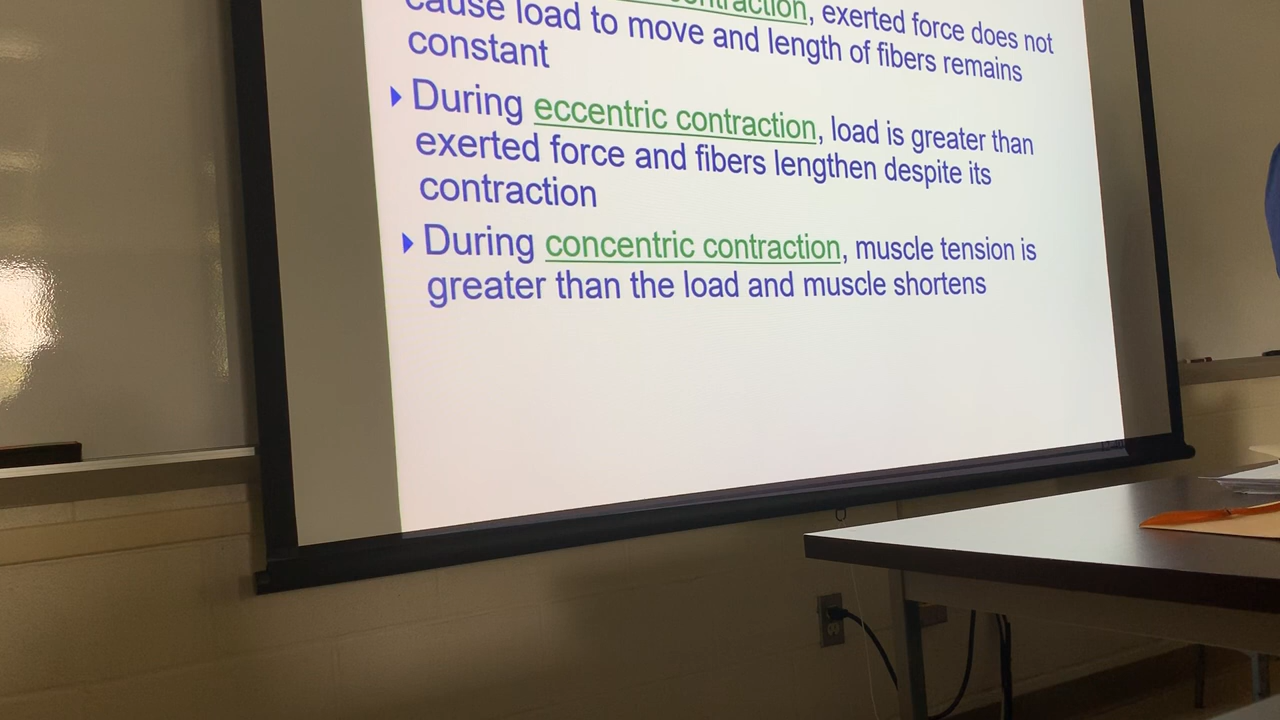 contraction, exerted force does not
cause load to move and length of fibers remains
constant
During eccentric contraction, load is greater than
exerted force and fibers lengthen despite its
contraction
During concentric contraction, muscle tension is
greater than the load and muscle shortens